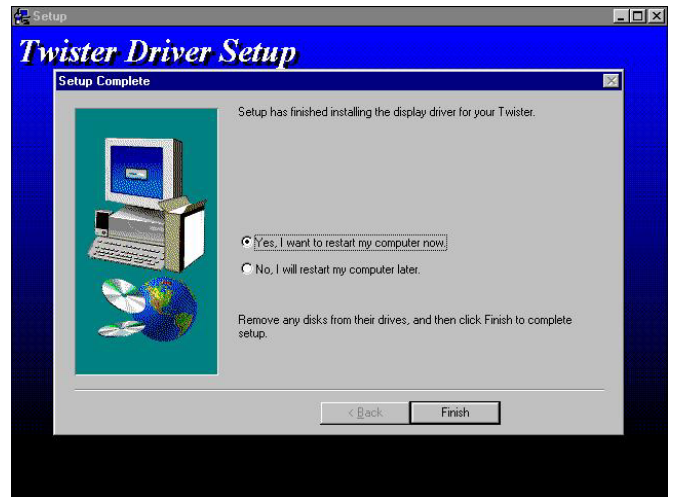 Setup
Twister Driver Setup
Setup Complete
Setup has finished installing the display driver for your Twister.
Yes, I want to restart my computer now.
No, I will restart my computer later.
Remove any disks from their drives, and then click Finish to complete
setup.
< Back
Finish